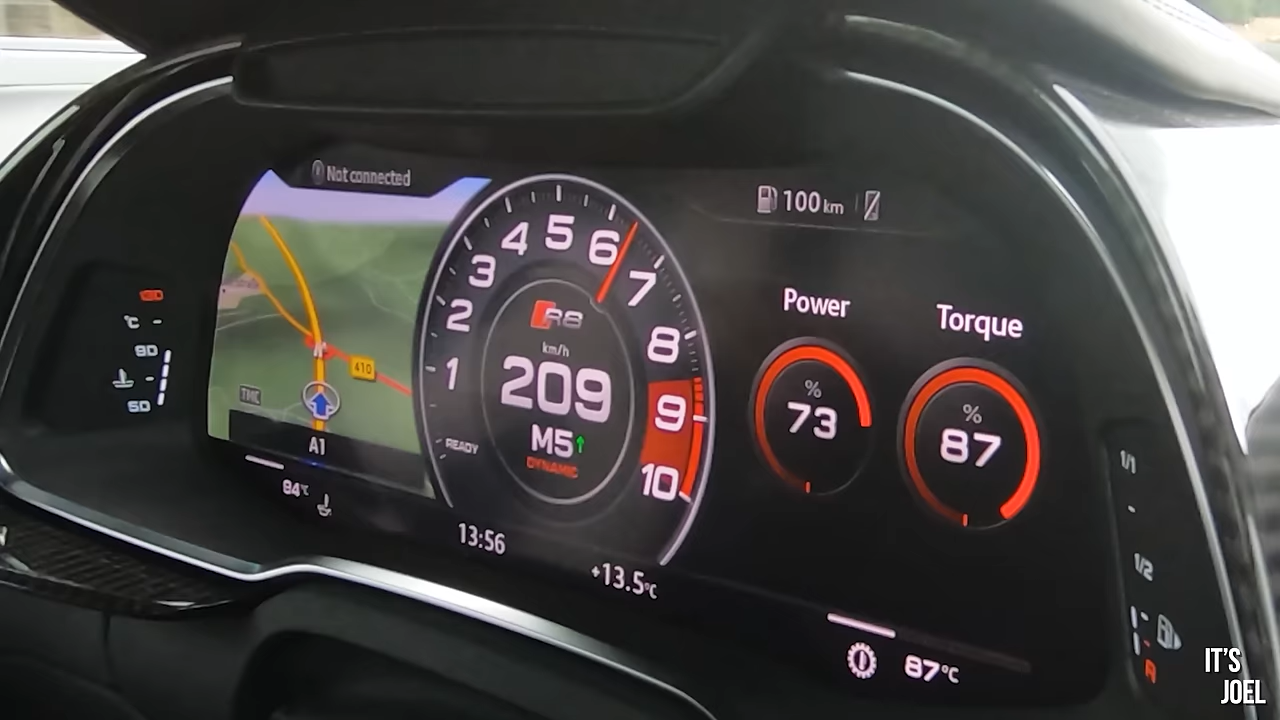 Not connected
100 km
130
°C
90
50
TMC
410
A1
READY
1
2
3
4
5
6
7
8
9
10
R8
km/h
209
M5
DYNAMIC
Power
%
73
Torque
%
87
94°C
13:56
+13.5°C
87°C
1/1
1/2
R
IT'S
JOEL